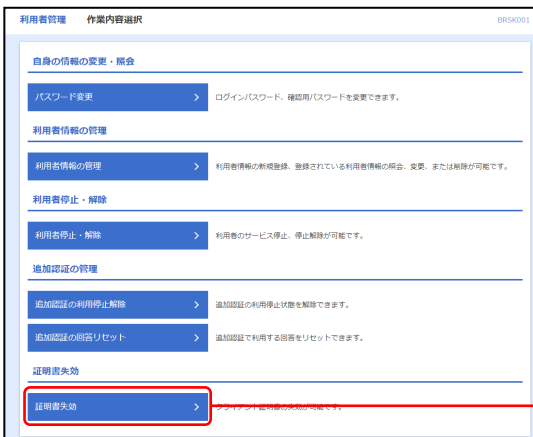 利用者管理 作業内容選択 BRSK001
自身の情報の変更・照会
パスワード変更 ログインパスワード、確認用パスワードを変更できます。
利用者情報の管理
利用者情報の管理 利用者情報の新規登録、登録されている利用者情報の照会、変更、または削除が可能です。
利用者停止・解除
利用者停止・解除 利用者のサービス停止、停止解除が可能です。
追加認証の管理
追加認証の利用停止解除 追加認証の利用停止状態を解除できます。
追加認証の回答リセット 追加認証で利用する回答をリセットできます。
証明書失効
証明書失効 クライアント証明書の失効が可能です。